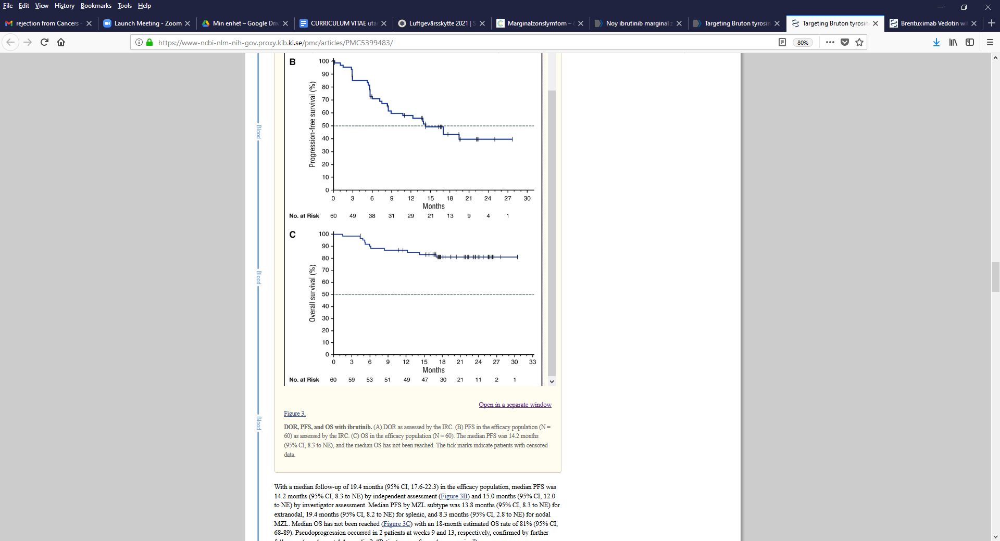 File Edit View History Bookmarks Tools Help
rejection from Cancers
Launch Meeting - Zoom
Min enhet – Google Driv
CURRICULUM VITAE uta
Luftgevärsskytte 2021 | S
Marginalzonslymfom –
Noy ibrutinib marginal z
Targeting Bruton tyrosin
Targeting Bruton tyrosin
Brentuximab Vedotin wi
https://www-ncbi-nlm-nih-gov.proxy.kib.ki.se/pmc/articles/PMC5399483/
80%
Blood
Blood
Blood
B
Progression-free survival (%)
100
90
80
70
60
50
40
30
20
10
0
0 3 6 9 12 15 18 21 24 27 30
Months
No. at Risk 60 49 38 31 29 21 13 9 4 1
C
Overall survival (%)
100
90
80
70
60
50
40
30
20
10
0
0 3 6 9 12 15 18 21 24 27 30 33
Months
No. at Risk 60 59 53 51 49 47 30 21 11 2 1
Open in a separate window
Figure 3.
DOR, PFS, and OS with ibrutinib. (A) DOR as assessed by the IRC. (B) PFS in the efficacy population (N =
60) as assessed by the IRC. (C) OS in the efficacy population (N = 60). The median PFS was 14.2 months
(95% CI, 8.3 to NE), and the median OS has not been reached. The tick marks indicate patients with censored
data.
With a median follow-up of 19.4 months (95% CI, 17.6-22.3) in the efficacy population, median PFS was
14.2 months (95% CI, 8.3 to NE) by independent assessment (Figure 3B) and 15.0 months (95% CI, 12.0
to NE) by investigator assessment. Median PFS by MZL subtype was 13.8 months (95% CI, 8.3 to NE) for
extranodal, 19.4 months (95% CI, 8.2 to NE) for splenic, and 8.3 months (95% CI, 2.8 to NE) for nodal
MZL. Median OS has not been reached (Figure 3C) with an 18-month estimated OS rate of 81% (95% CI,
68-89). Pseudoprogression occurred in 2 patients at weeks 9 and 13, respectively, confirmed by further